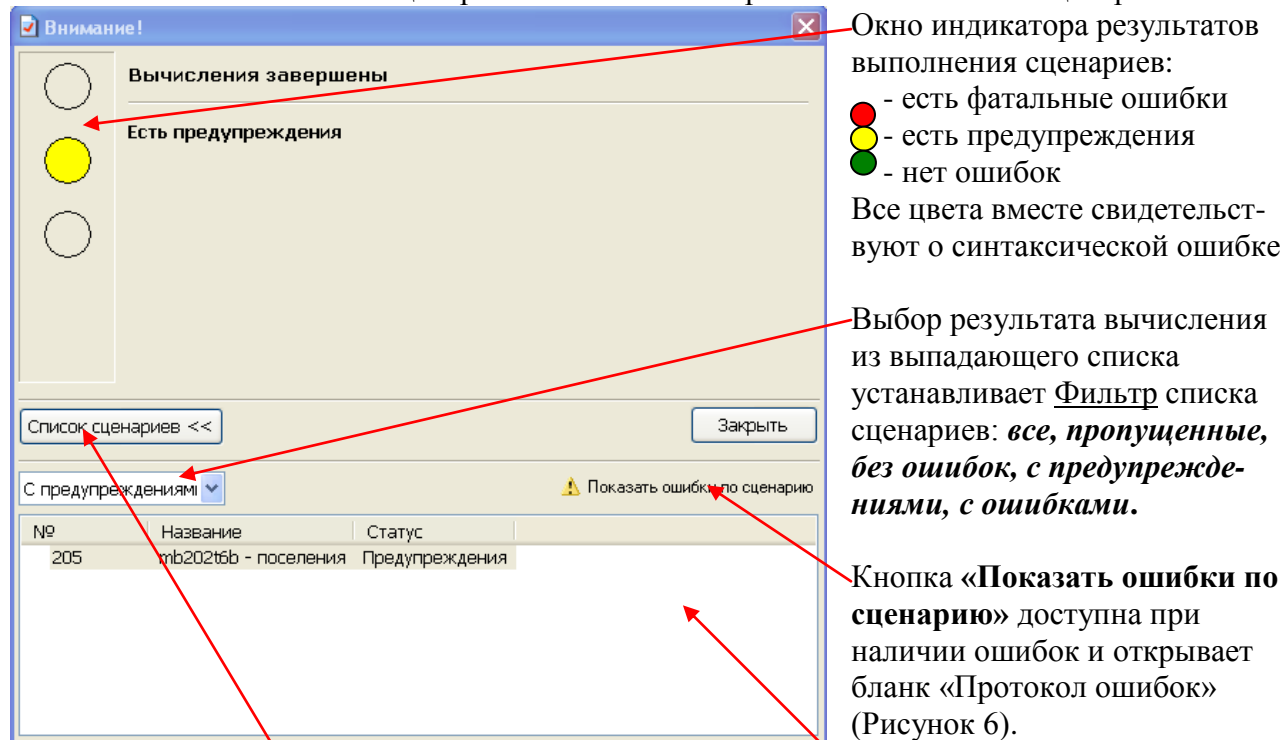 Внимание!
Вычисления завершены
Есть предупреждения
Список сценариев <<
Закрыть
С предупреждениями
Показать ошибки по сценарию
№ Название Статус
205 mb202t6b - поселения Предупреждения
Окно индикатора результатов
выполнения сценариев:
- есть фатальные ошибки
- есть предупреждения
- нет ошибок
Все цвета вместе свидетельст-
вуют о синтаксической ошибке
Выбор результата вычисления
из выпадающего списка
устанавливает Фильтр списка
сценариев: все, пропущенные,
без ошибок, с предупрежде-
ниями, с ошибками.
Кнопка «Показать ошибки по
сценарию» доступна при
наличии ошибок и открывает
бланк «Протокол ошибок»
(Рисунок 6).